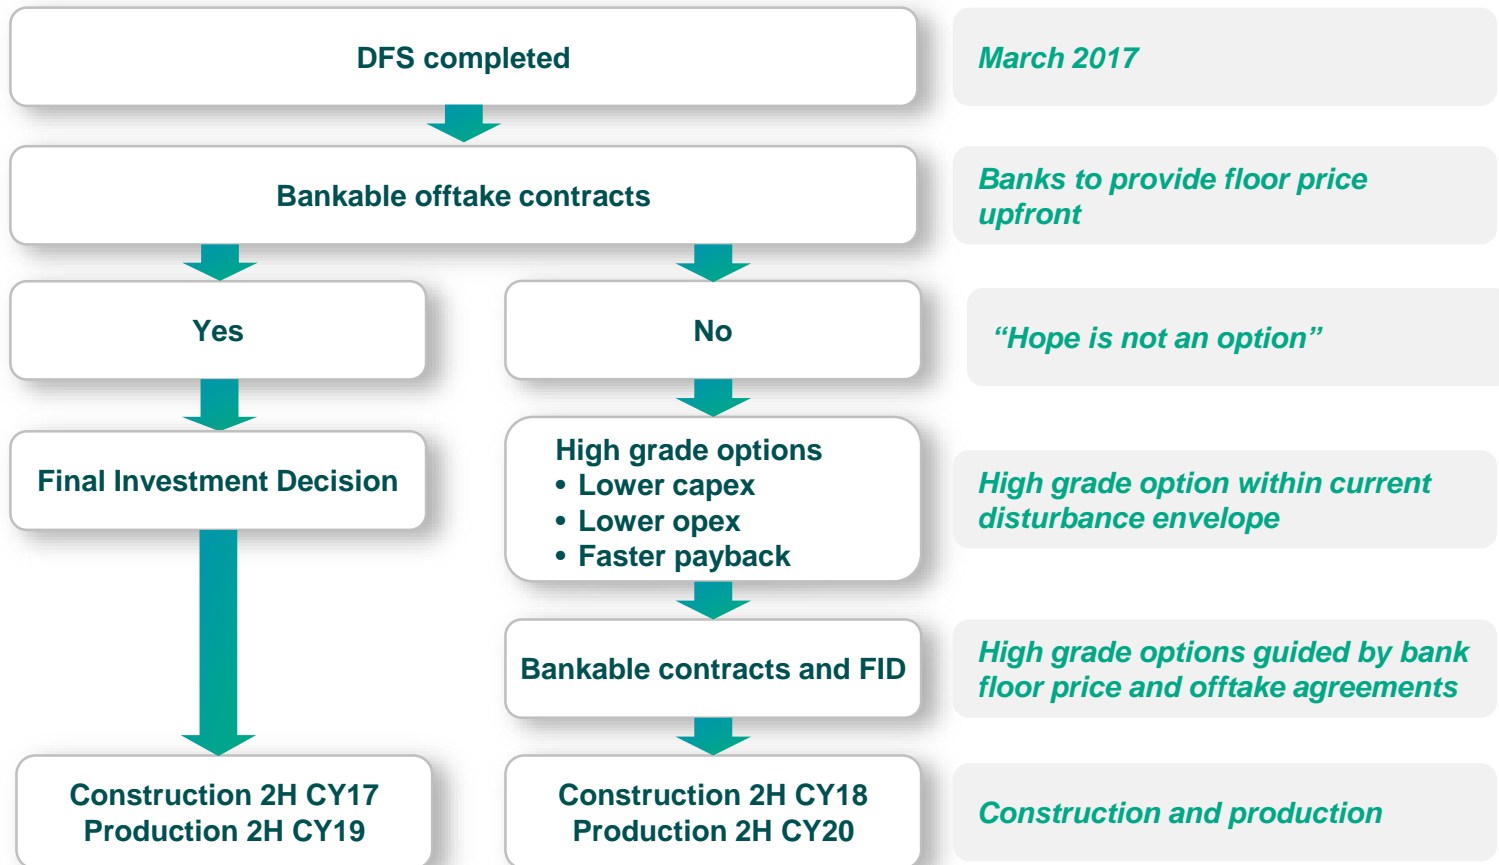 DFS completed
March 2017
Bankable offtake contracts
Banks to provide floor price
upfront
Yes
No
“Hope is not an option”
Final Investment Decision
High grade options
• Lower capex
• Lower opex
• Faster payback
High grade option within current
disturbance envelope
Bankable contracts and FID
High grade options guided by bank
floor price and offtake agreements
Construction 2H CY17
Production 2H CY19
Construction 2H CY18
Production 2H CY20
Construction and production